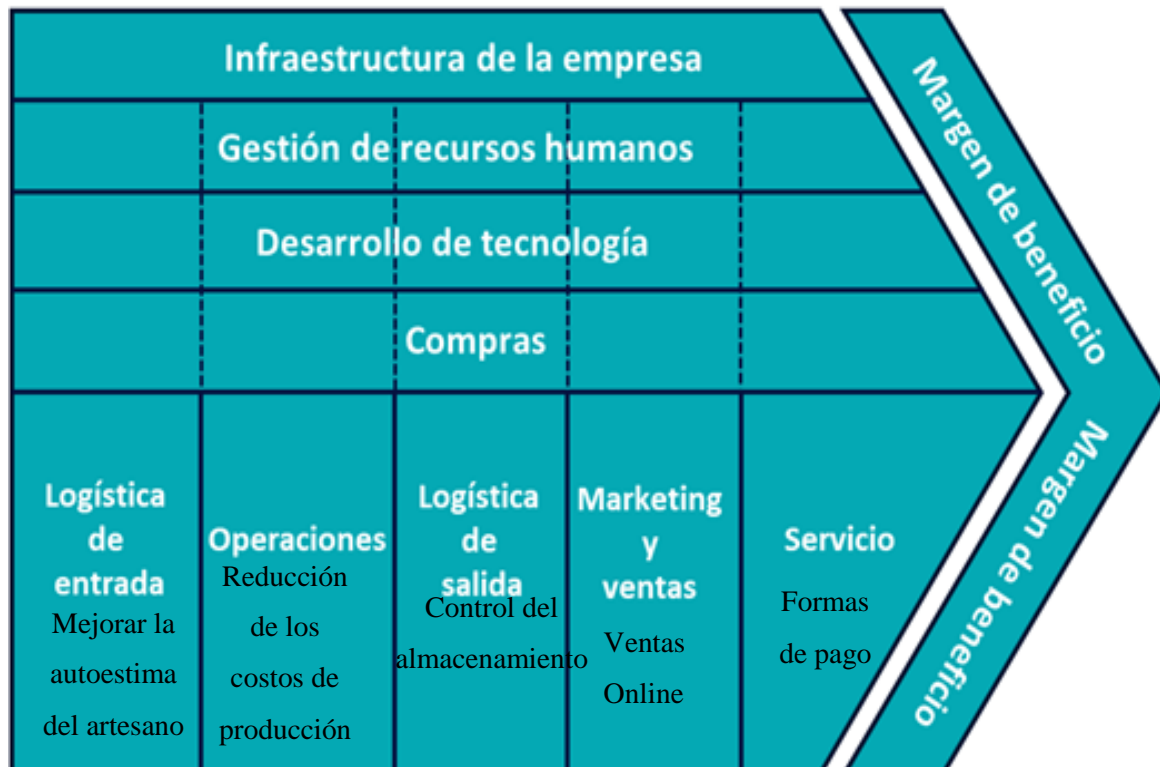 Infraestructura de la empresa
Gestión de recursos humanos
Desarrollo de tecnología
Compras
Margen de beneficio
Margen de beneficio
Logística
de
entrada
Mejorar la
autoestima
del artesano
Operaciones
Reducción
de los
costos de
producción
Logística
de
salida
Control del
almacenamiento
Marketing
y
ventas
Ventas
Online
Servicio
Formas
de pago